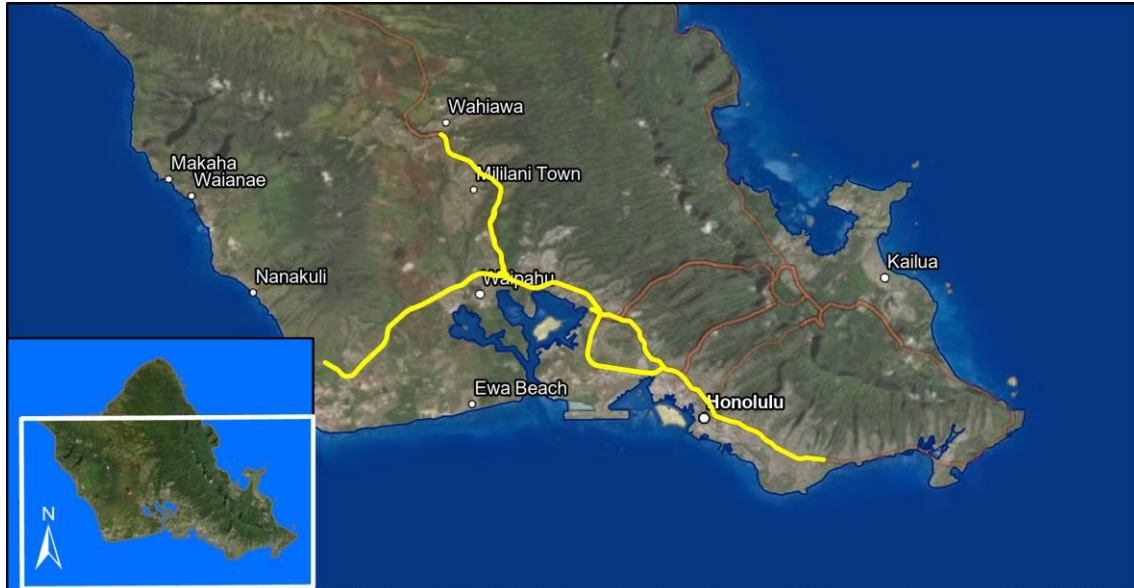 Wahiawa
Mililani Town
Makaha
Waianae
Nanakuli
Waipahu
Kailua
Ewa Beach
Honolulu
N